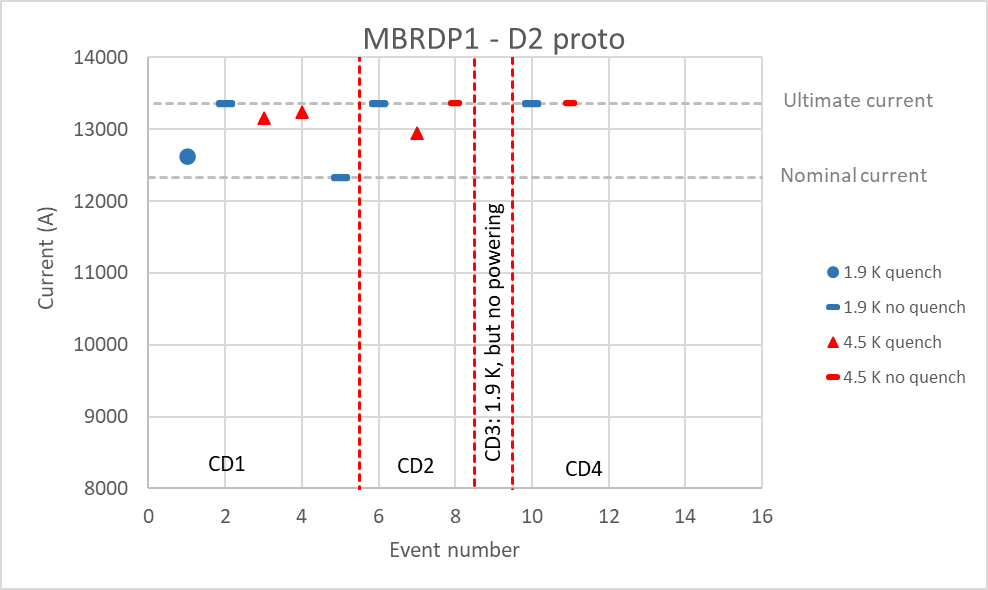 MBRDP1 - D2 proto
14000
13000
12000
11000
10000
9000
8000
Current (A)
0
2
4
6
8
10
12
14
16
Event number
Ultimate current
Nominal current
CD1
CD2
CD3: 1.9 K, but no powering
CD4
1.9 K quench
1.9 K no quench
4.5 K quench
4.5 K no quench